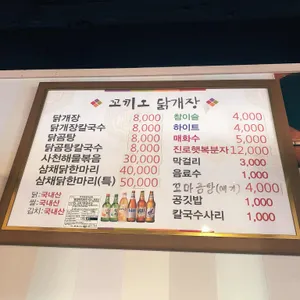 꼬끼오 닭개장
닭개장 8,000
닭개장칼국수 8,000
닭곰탕 8,000
닭곰탕칼국수 8,000
사천해물볶음 30,000
삼채닭한마리 40,000
삼채닭한마리(특) 50,000
닭:국내산
쌀:국내산
김치:국내산
참이슬 4,000
하이트 4,000
매화수 5,000
진로햇복분자 12,000
막걸리 3,000
음료수 1,000
꼬마곰탕(애기) 4,000
공깃밥 1,000
칼국수사리 1,000